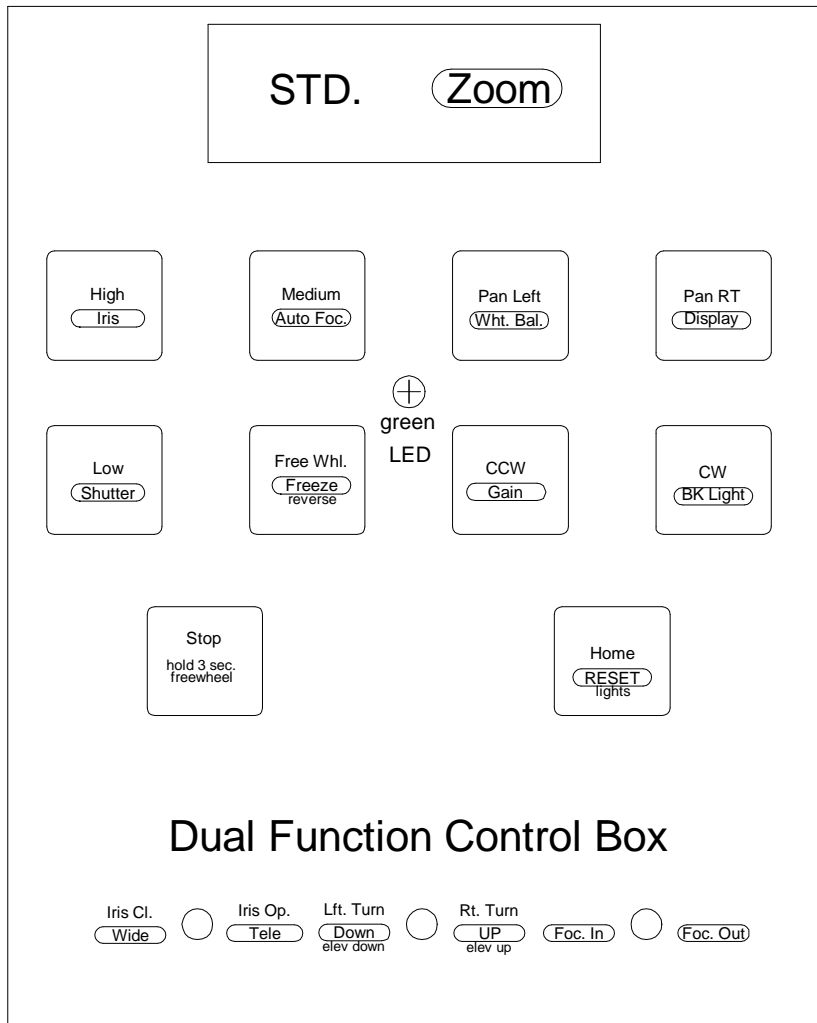 STD. Zoom
High Medium Pan Left Pan RT
Iris Auto Foc. Wht. Bal. Display
green
LED
Low Free Whl. CCW CW
Shutter Freeze Gain BK Light
reverse
Stop Home
hold 3 sec. RESET
freewheel lights
Dual Function Control Box
Iris Cl. Iris Op. Lft. Turn Rt. Turn
Wide Tele Down UP Foc. In Foc. Out
elev down elev up